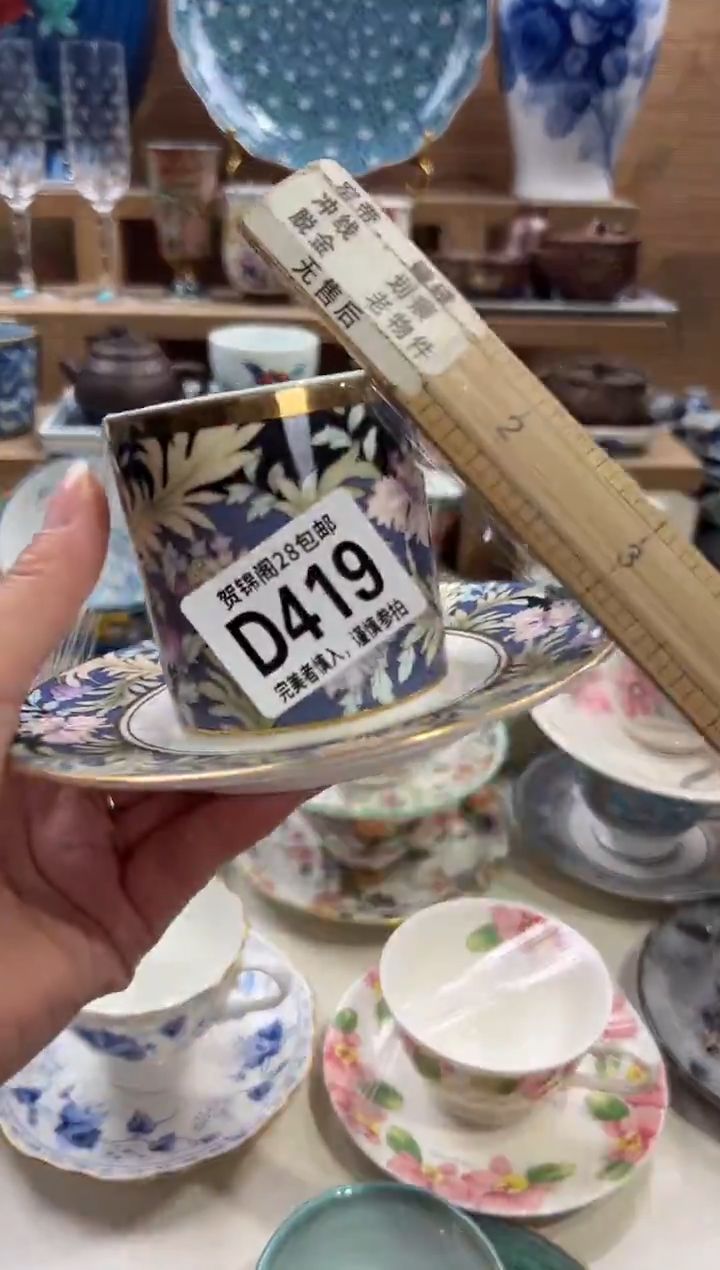 冲线
脱金
划痕
老物件
无售后
2
3
贺锦阁28包邮
D419
完美者慎入，谨慎参拍